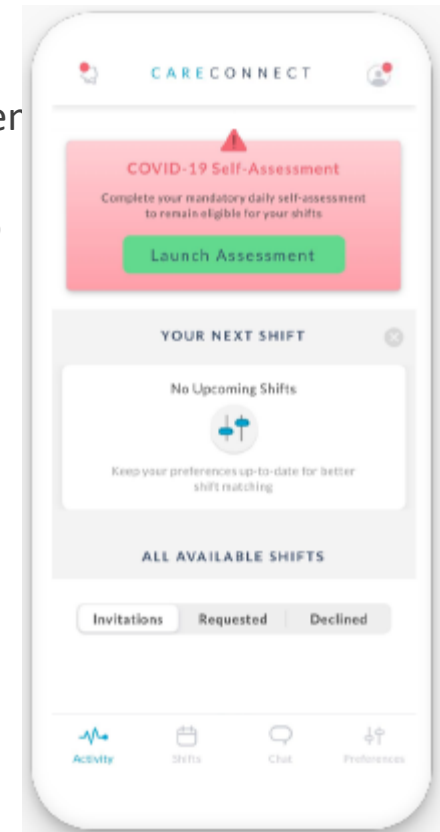 CARECONNECT
er
COVID-19 Self-Assessment
Complete your mandatory daily self-assessment
to remain eligible for your shifts
Launch Assessment
YOUR NEXT SHIFT
No Upcoming Shifts
Keep your preferences up-to-date for better
shift matching
ALL AVAILABLE SHIFTS
Invitations Requested Declined
Activity Shifts Chat Preferences